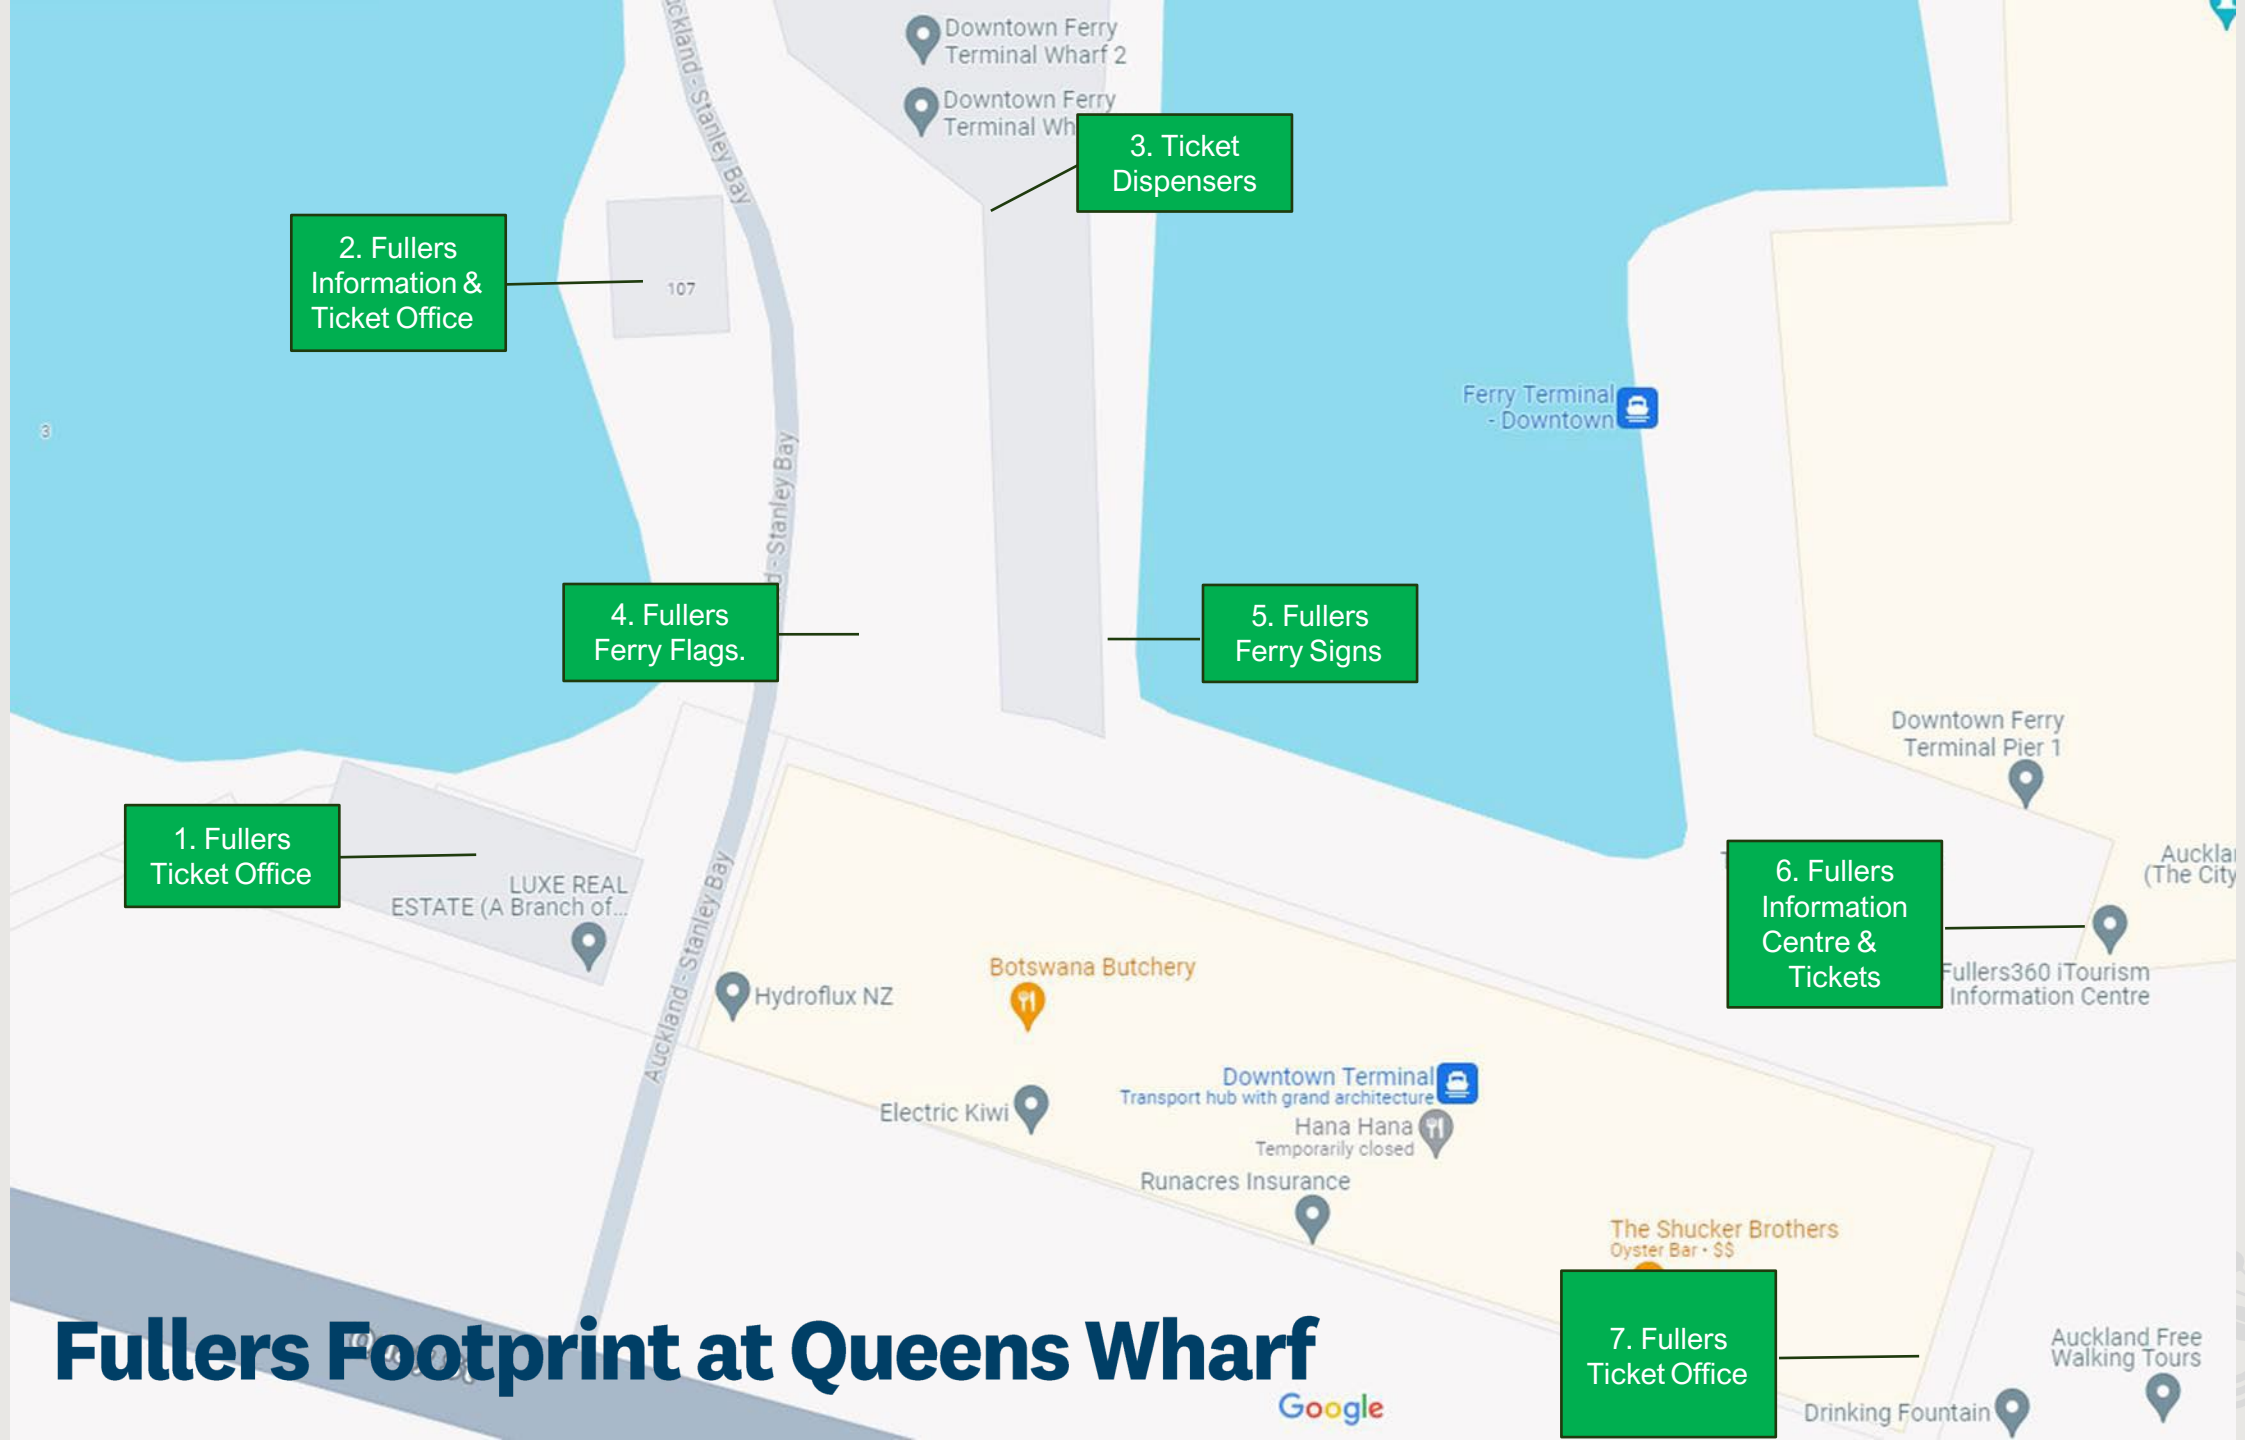 Auckland - Stanley Bay
Downtown Ferry
Terminal Wharf 2
Downtown Ferry
Terminal
3. Ticket
Dispensers
2. Fullers
Information &
Ticket Office
107
3
Ferry Terminal
- Downtown
- Stanley Bay
4. Fullers
Ferry Flags.
5. Fullers
Ferry Signs
Downtown Ferry
Terminal Pier 1
1. Fullers
Ticket Office
LUXE REAL
ESTATE (A Branch of...
Auckland - Stanley Bay
6. Fullers
Information
Centre &
Tickets
(The City
Fullers360 iTourism
Information Centre
Hydroflux NZ
Botswana Butchery
Electric Kiwi
Downtown Terminal
Transport hub with grand architecture
Hana Hana
Temporarily closed
Runacres Insurance
The Shucker Brothers
Oyster Bar · $$
7. Fullers
Ticket Office
Auckland Free
Walking Tours
Drinking Fountain
Fullers Footprint at Queens Wharf
Google